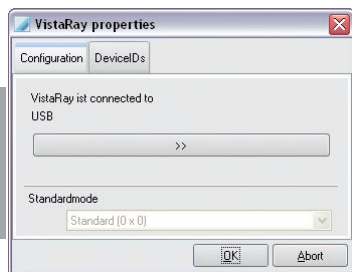 VistaRay properties
Configuration DeviceIDs
VistaRay ist connected to
USB
>>
Standardmode
Standard (0 x 0)
OK Abort